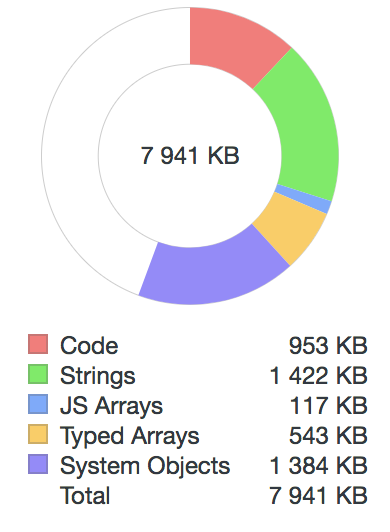 7 941 KB
Code 953 KB
Strings 1 422 KB
JS Arrays 117 KB
Typed Arrays 543 KB
System Objects 1 384 KB
Total 7 941 KB